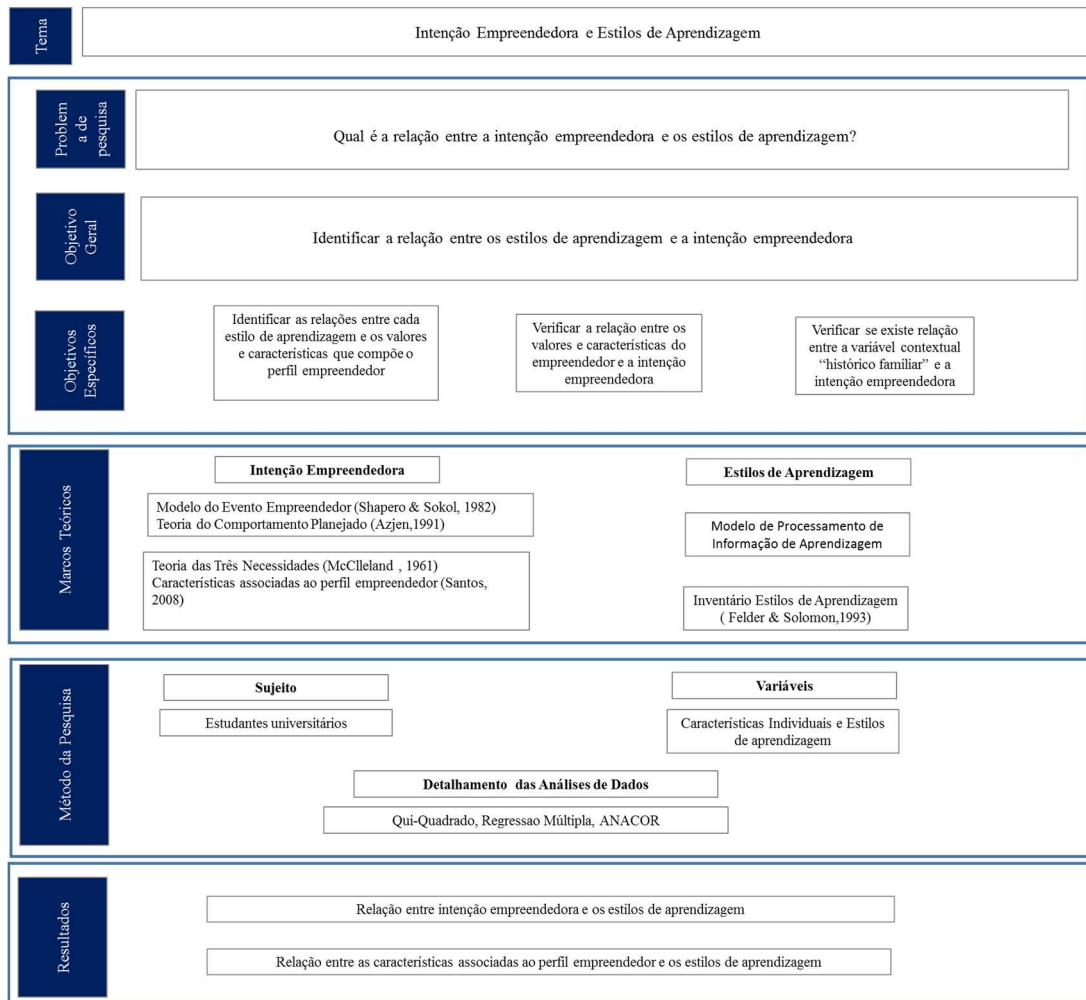 Tema
Intenção Empreendedora e Estilos de Aprendizagem
Problem
a de
pesquisa
Qual é a relação entre a intenção empreendedora e os estilos de aprendizagem?
Objetivo
Geral
Identificar a relação entre os estilos de aprendizagem e a intenção empreendedora
Objetivos
Específicos
Identificar as relações entre cada
estilo de aprendizagem e os valores
e características que compõe o
perfil empreendedor
Verificar a relação entre os
valores e características do
empreendedor e a intenção
empreendedora
Verificar se existe relação
entre a variável contextual
“histórico familiar” e a
intenção empreendedora
Marcos Teóricos
Intenção Empreendedora
Modelo do Evento Empreendedor (Shapero & Sokol, 1982)
Teoria do Comportamento Planejado (Azjen,1991)
Teoria das Três Necessidades (McClleland , 1961)
Características associadas ao perfil empreendedor (Santos,
2008)
Estilos de Aprendizagem
Modelo de Processamento de
Informação de Aprendizagem
Inventário Estilos de Aprendizagem
( Felder & Solomon,1993)
Método da Pesquisa
Sujeito
Estudantes universitários
Variáveis
Características Individuais e Estilos
de aprendizagem
Detalhamento das Análises de Dados
Qui-Quadrado, Regressao Múltipla, ANACOR
Resultados
Relação entre intenção empreendedora e os estilos de aprendizagem
Relação entre as características associadas ao perfil empreendedor e os estilos de aprendizagem